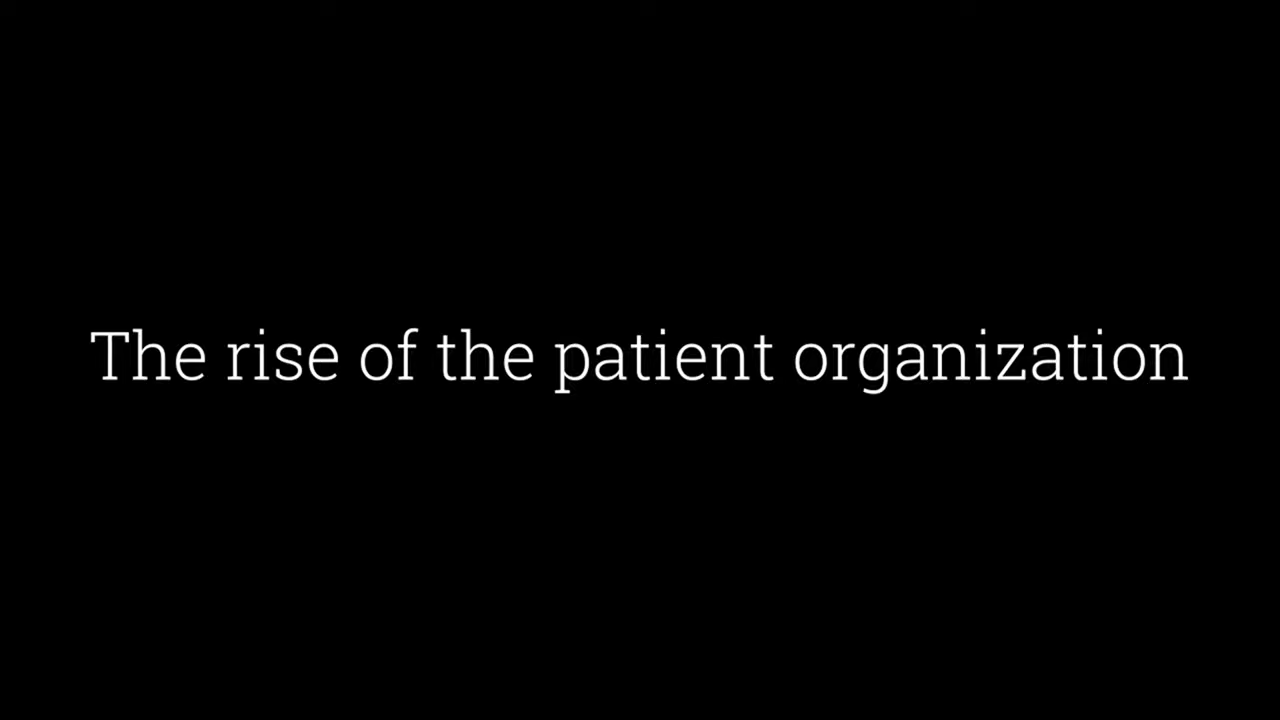 The rise of the patient organization